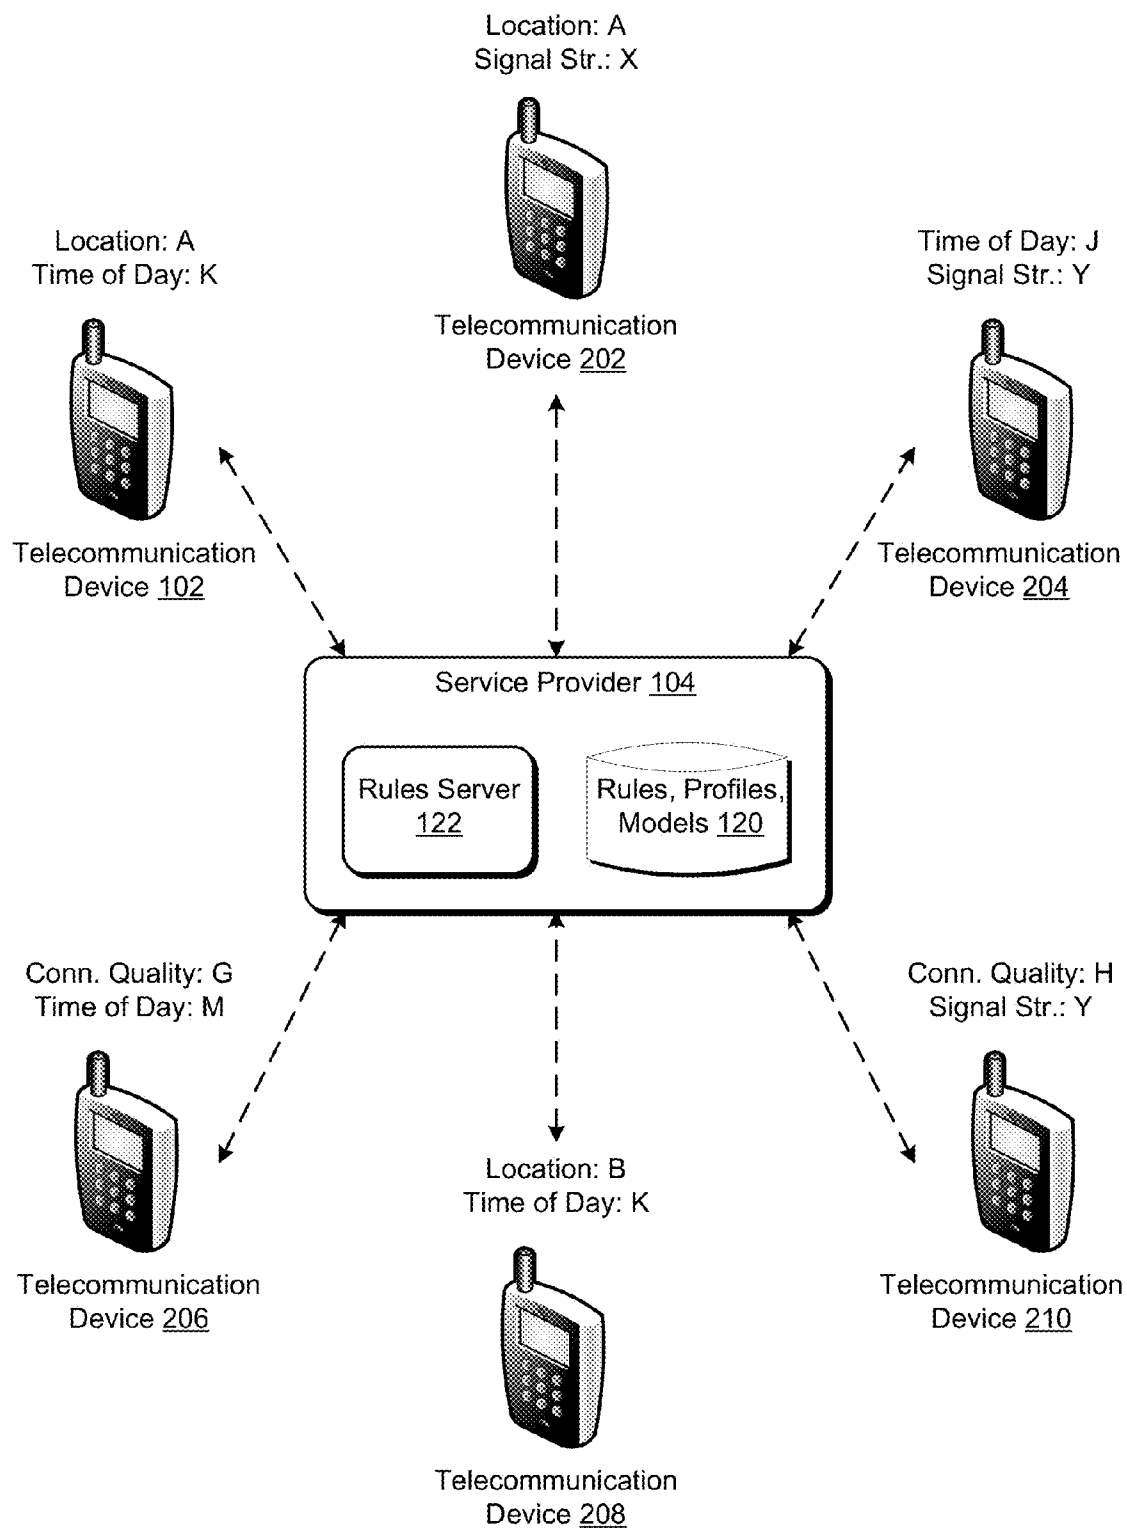 Location: A
Signal Str.: X
Telecommunication
Device 202
Location: A
Time of Day: K
Telecommunication
Device 102
Time of Day: J
Signal Str.: Y
Telecommunication
Device 204
Service Provider 104
Rules Server
122
Rules, Profiles,
Models 120
Conn. Quality: G
Time of Day: M
Telecommunication
Device 206
Location: B
Time of Day: K
Telecommunication
Device 208
Conn. Quality: H
Signal Str.: Y
Telecommunication
Device 210